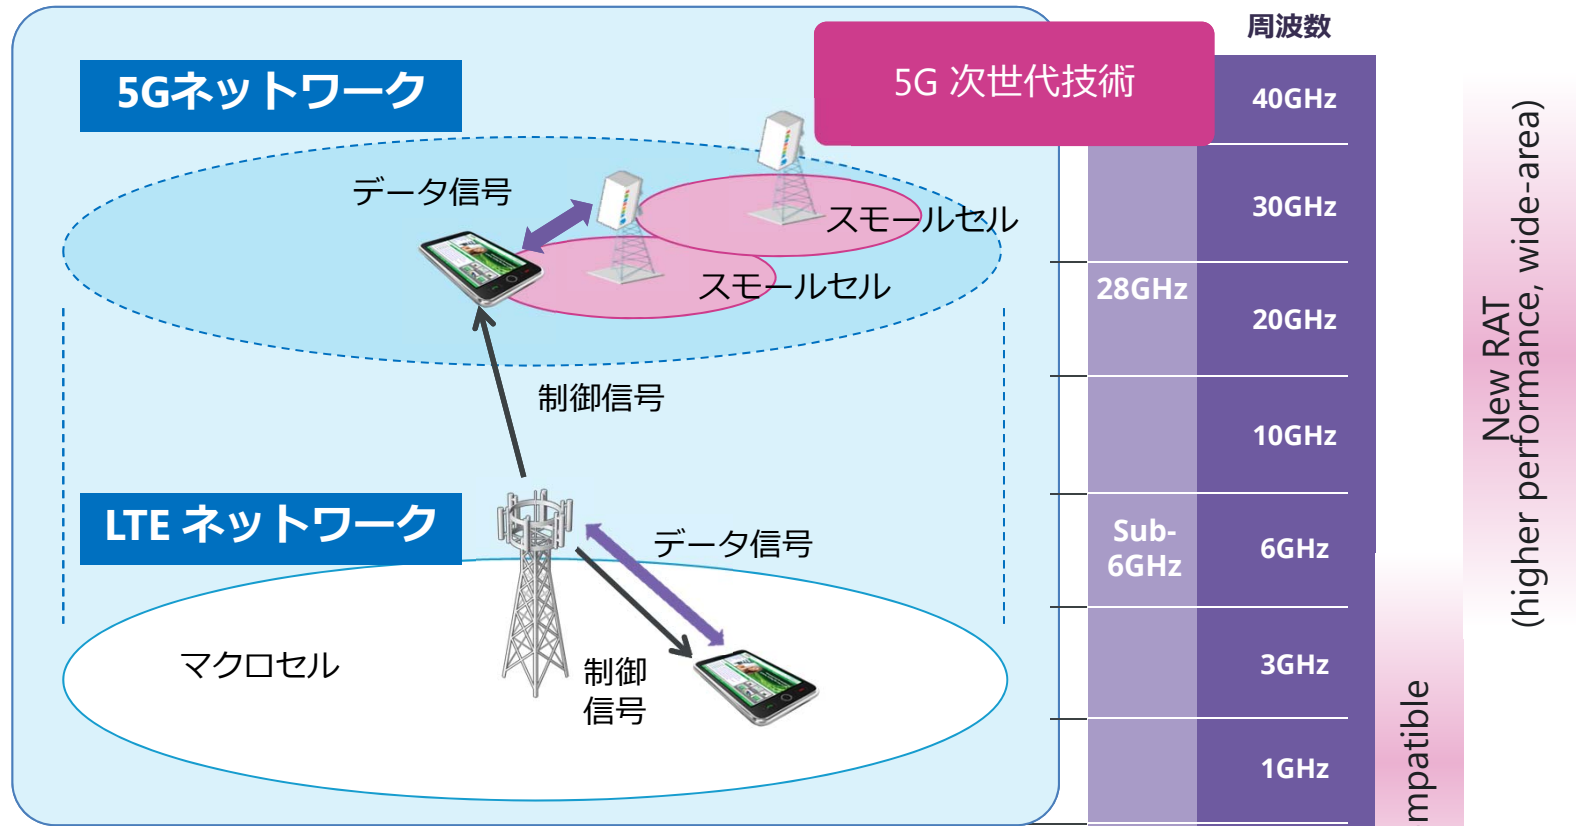 周波数
5G 次世代技術
5Gネットワーク
データ信号
スモールセル
スモールセル
制御信号
LTE ネットワーク
データ信号
マクロセル
制御
信号
40GHz
30GHz
28GHz
20GHz
10GHz
Sub-
6GHz
6GHz
3GHz
1GHz
New RAT
(higher performance, wide-area)
mpatible